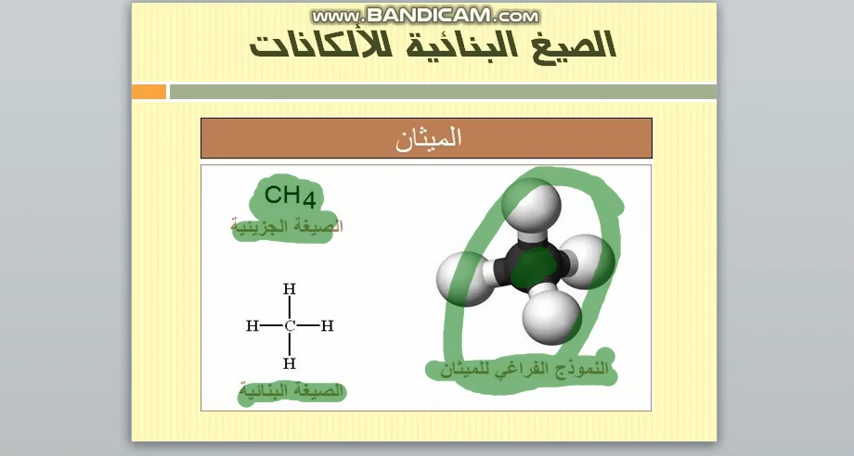 www.BANDICAM.com
الصيغ البنائية للألكانات
الميثان
CH4
الصيغة الجزيئية
H
H C H
H
الصيغة البنائية
النموذج الفراغي للميثان